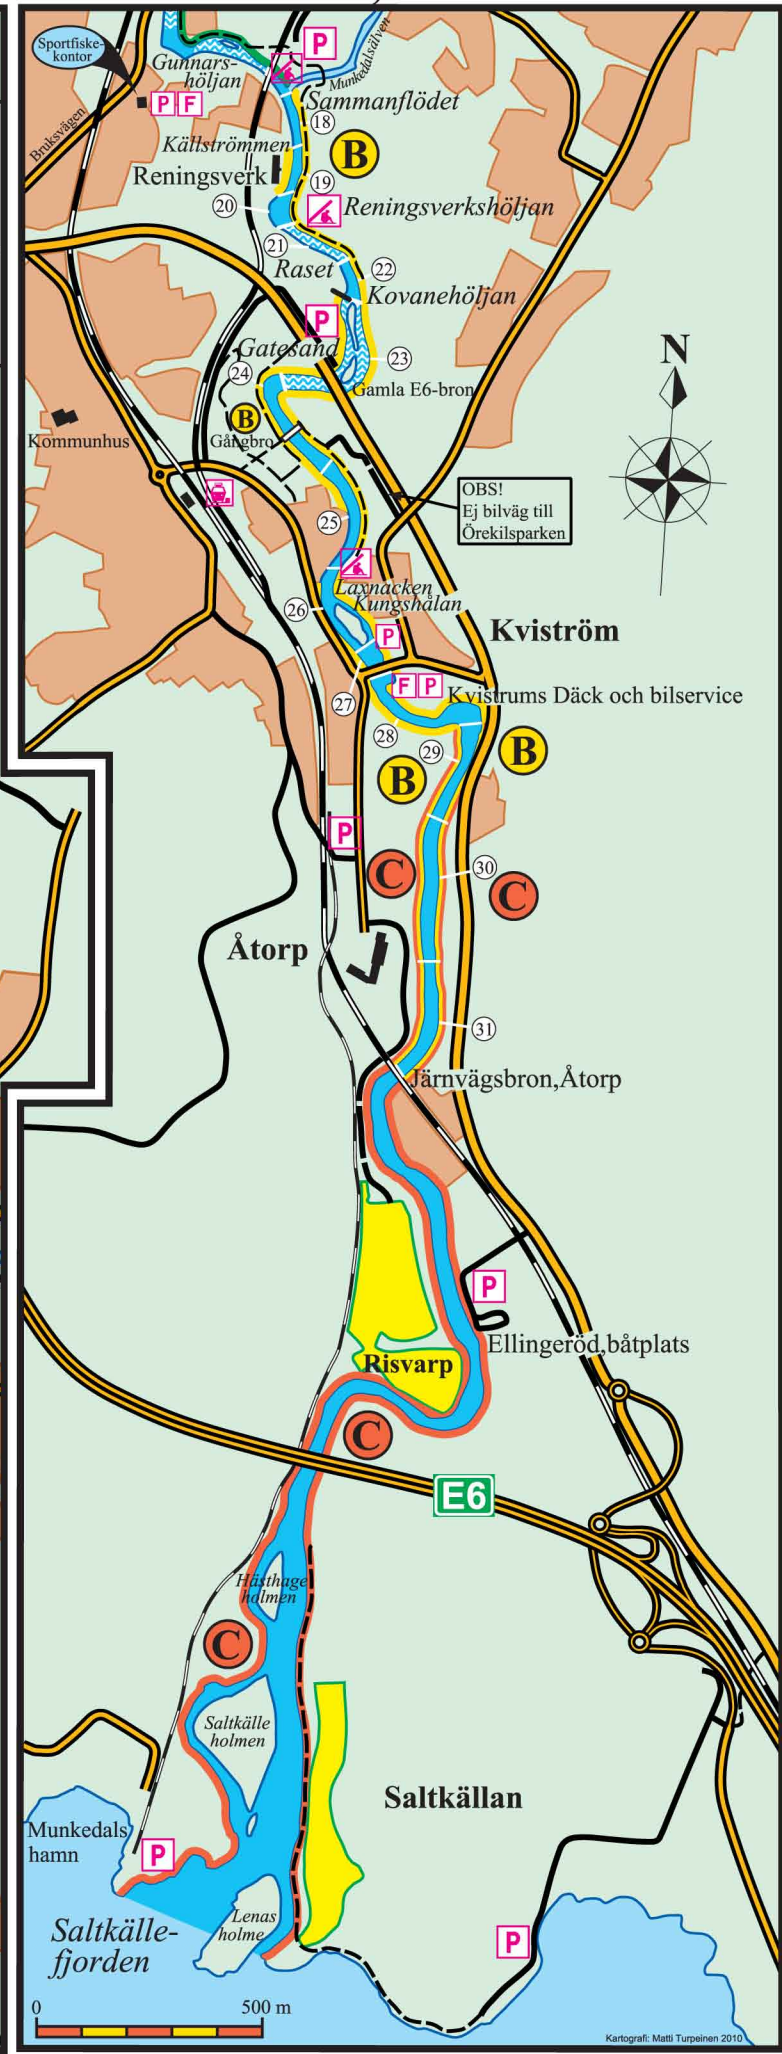 Sportfiske-
kontor
P F
Bruksvägen
Gunnars-
höljan
P
Munkedalsälven
Sammanflödet
18
Källströmmen
B
Reningsverk
19
20
Reningsverkshöljan
21
Raset
22
Kovanehöljan
P
Gatesand
23
24
Gamla E6-bron
B
Kommunhus
Gångbro
N
OBS!
Ej bilväg till
Örekilsparken
25
Laxnacken
Kungshålan
26
P
Kviström
F P
Kvistrums Däck och bilservice
27
28
29
B
B
P
30
C
C
Åtorp
31
Järnvägsbron,Åtorp
P
Ellingeröd,båtplats
Risvarp
C
E6
Hästhage
holmen
C
Saltkälle
holmen
Saltkällan
Munkedals
hamn
P
Lenas
holme
Saltkälle-
fjorden
P
0 500 m
Kartografi: Matti Turpeinen 2010